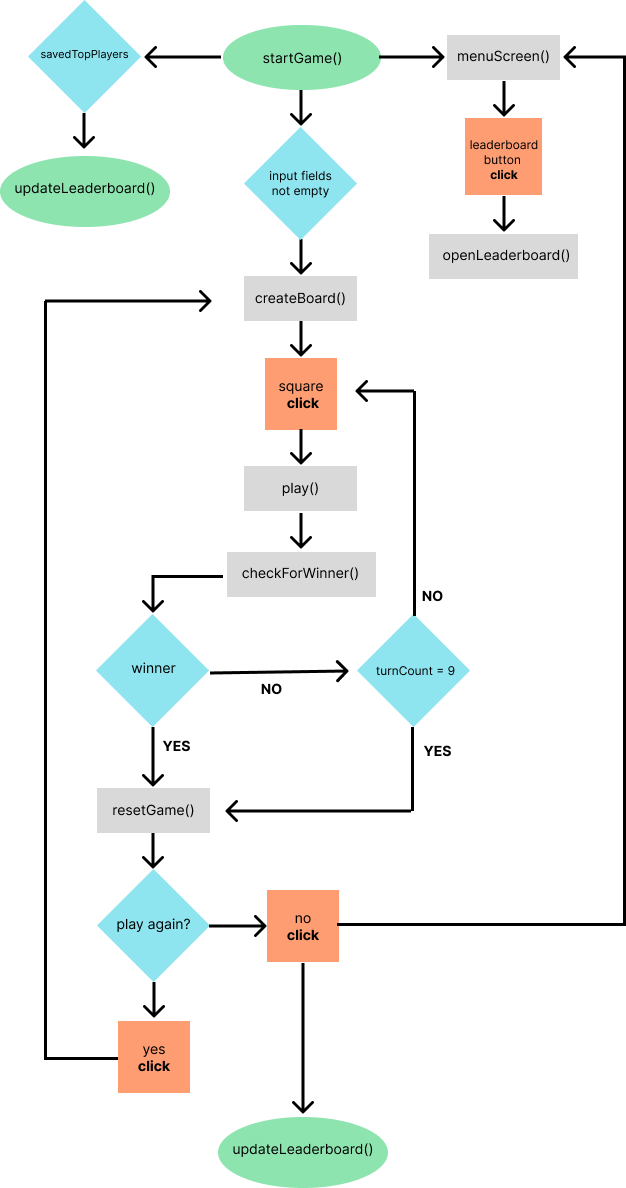 savedTopPlayers
startGame()
menuScreen()
leaderboard
button
click
updateLeaderboard()
input fields
not empty
openLeaderboard()
createBoard()
square
click
play()
checkForWinner()
NO
winner
turnCount = 9
NO
YES
YES
resetGame()
play again?
no
click
yes
click
updateLeaderboard()